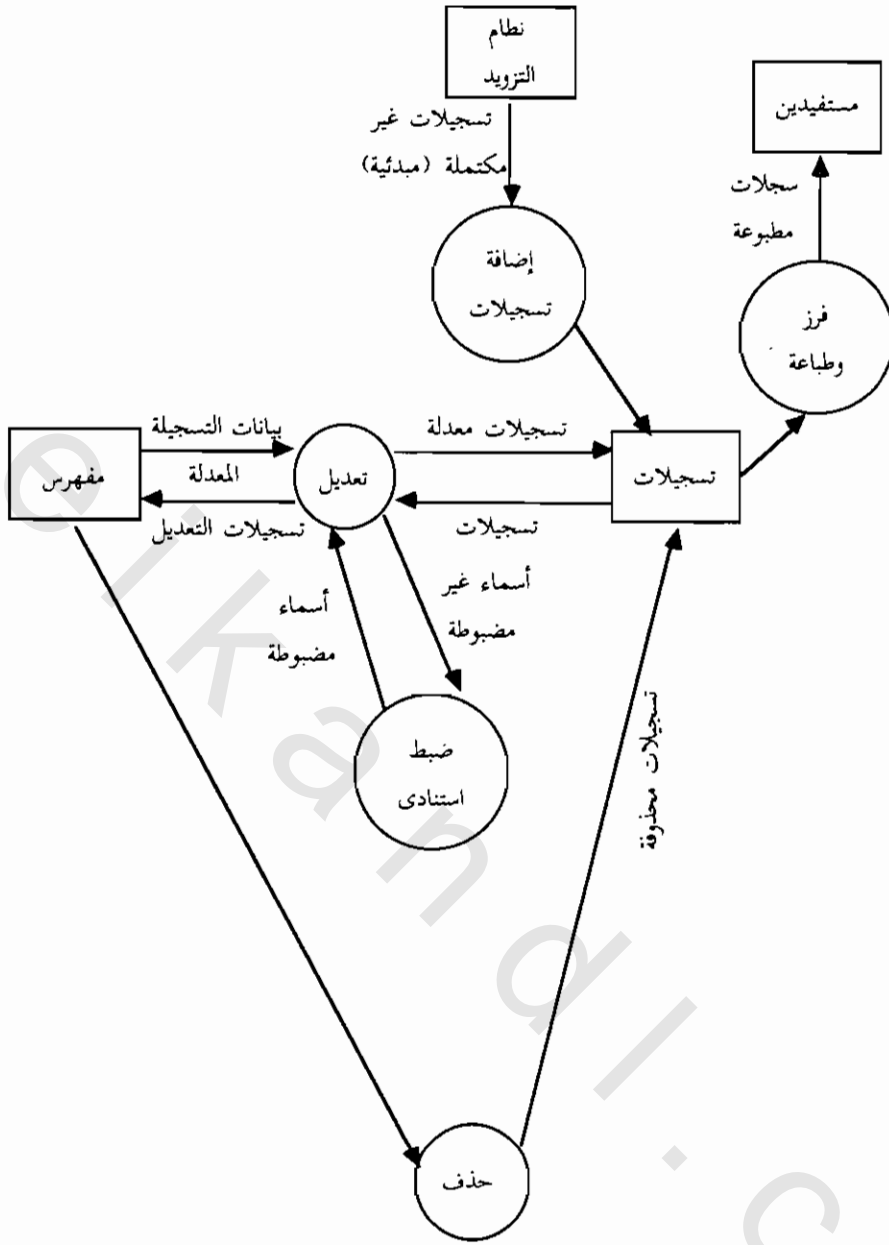 نطام
التزويد
تسجيلات غير
مكتملة (مبدئية)
مستفيدين
سجلات
مطبوعة
إضافة
تسجيلات
فرز
وطباعة
بيانات التسجيلة
المعدلة
تسجيلات التعديل
مفهرس
تعديل
تسجيلات معدلة
تسجيلات
تسجيلات
أسماء غير
مضبوطة
أسماء
مضبوطة
ضبط
استنادى
تسجيلات محذوفة
حذف
e l k a n d l . c